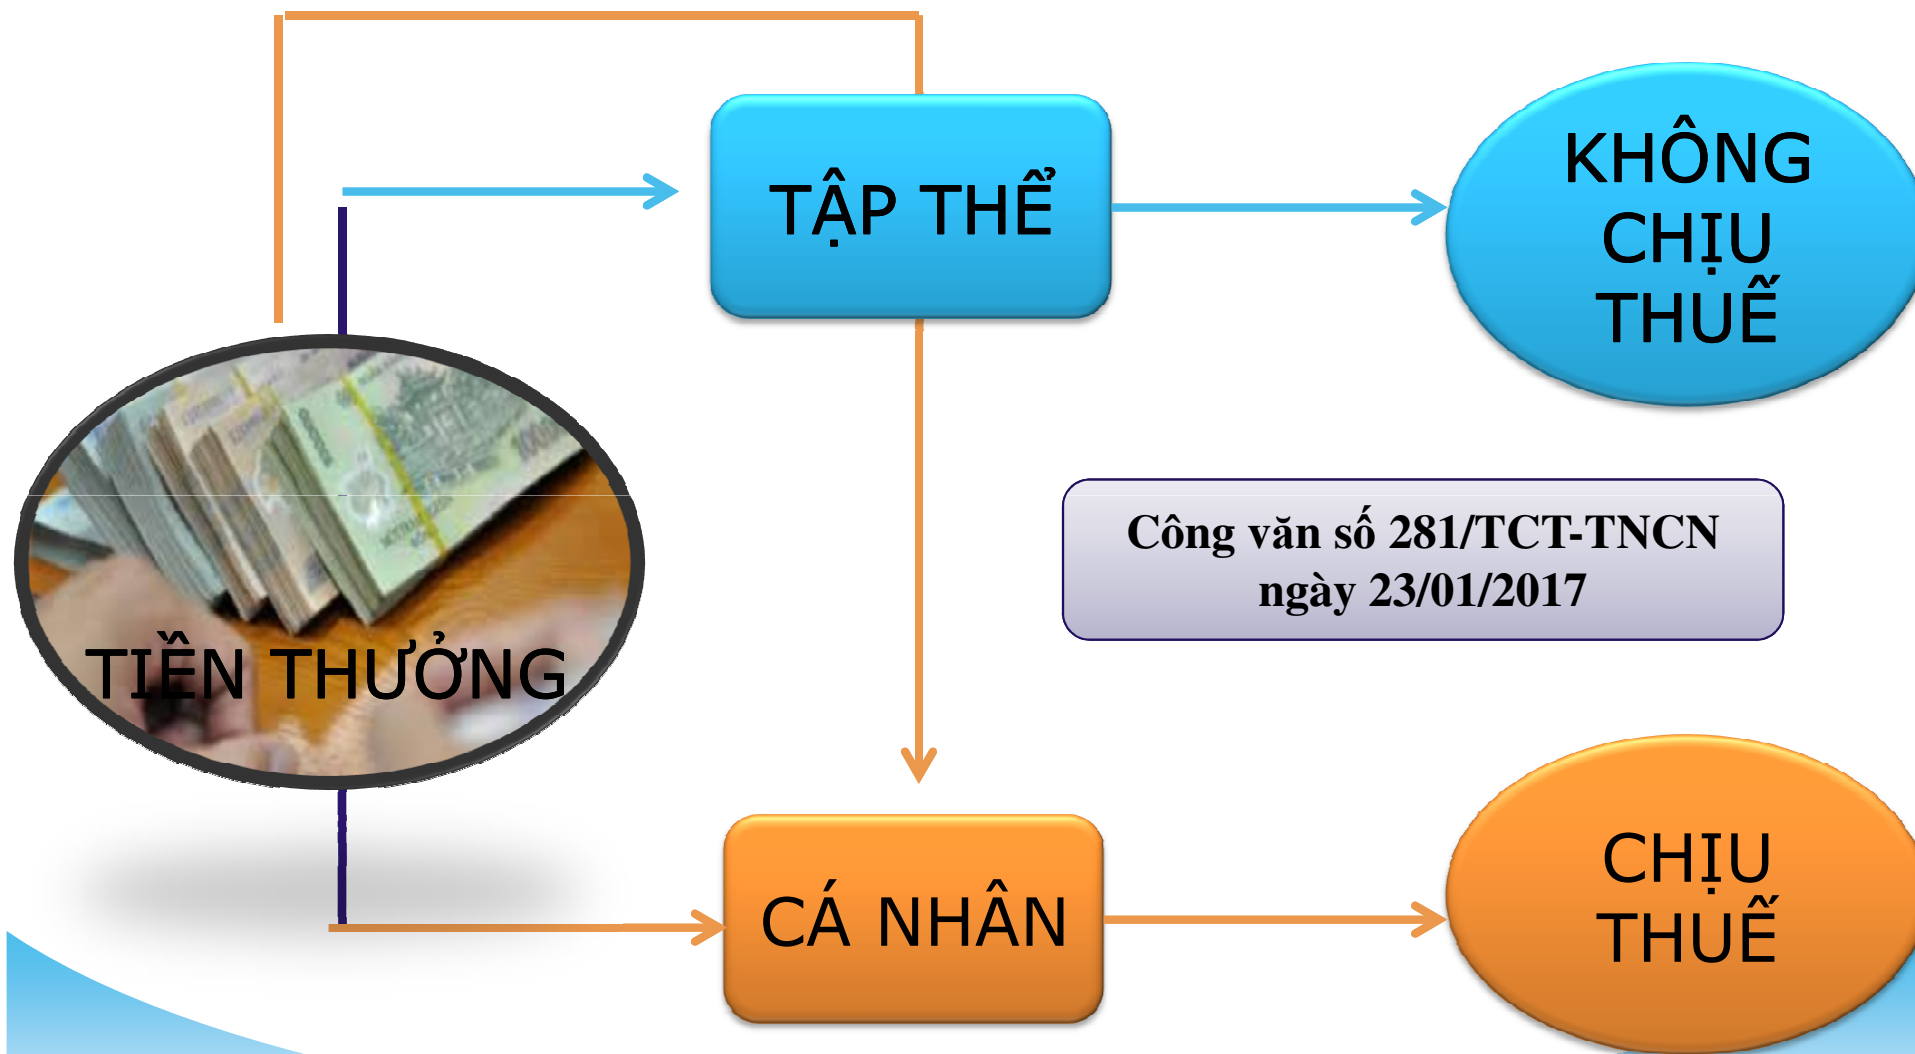 TẬP THỂ
KHÔNG
CHỊU
THUẾ
Công văn số 281/TCT-TNCN
ngày 23/01/2017
TIỀN THƯỞNG
CÁ NHÂN
CHỊU
THUẾ